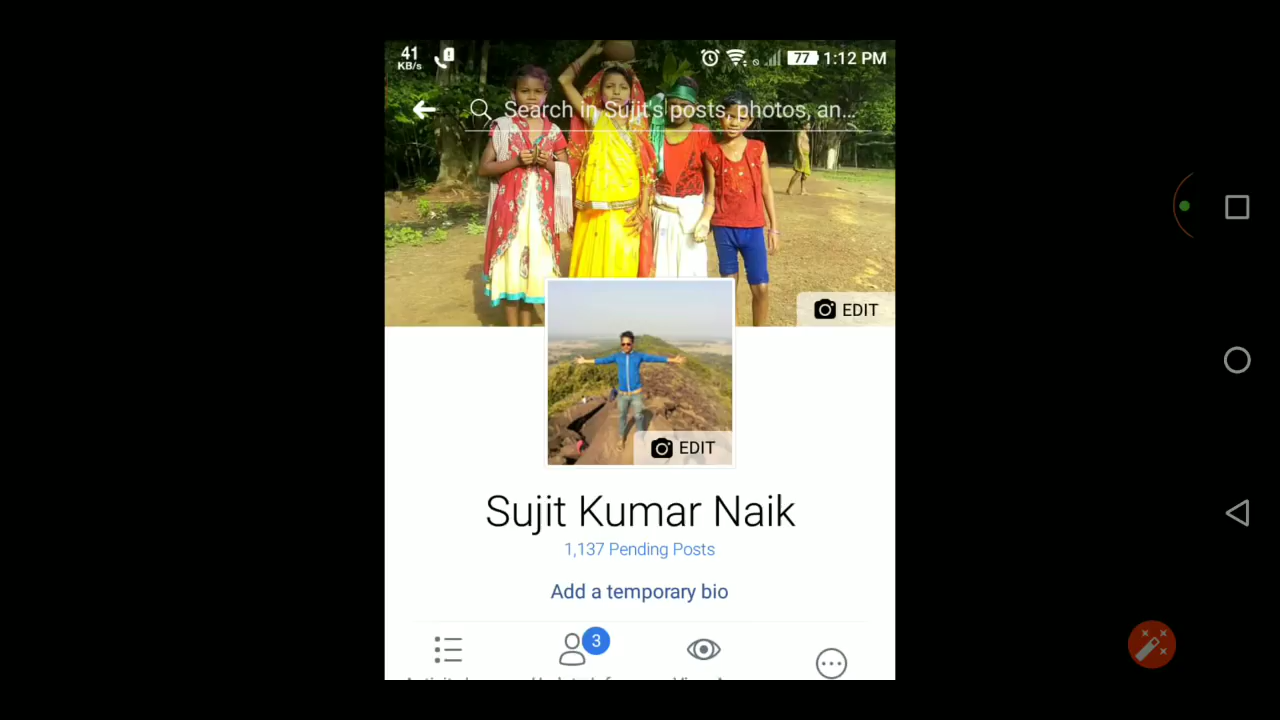 41
KB/s
77 1:12 PM
Search in Sujit's posts, photos, an...
EDIT
EDIT
Sujit Kumar Naik
1,137 Pending Posts
Add a temporary bio
3